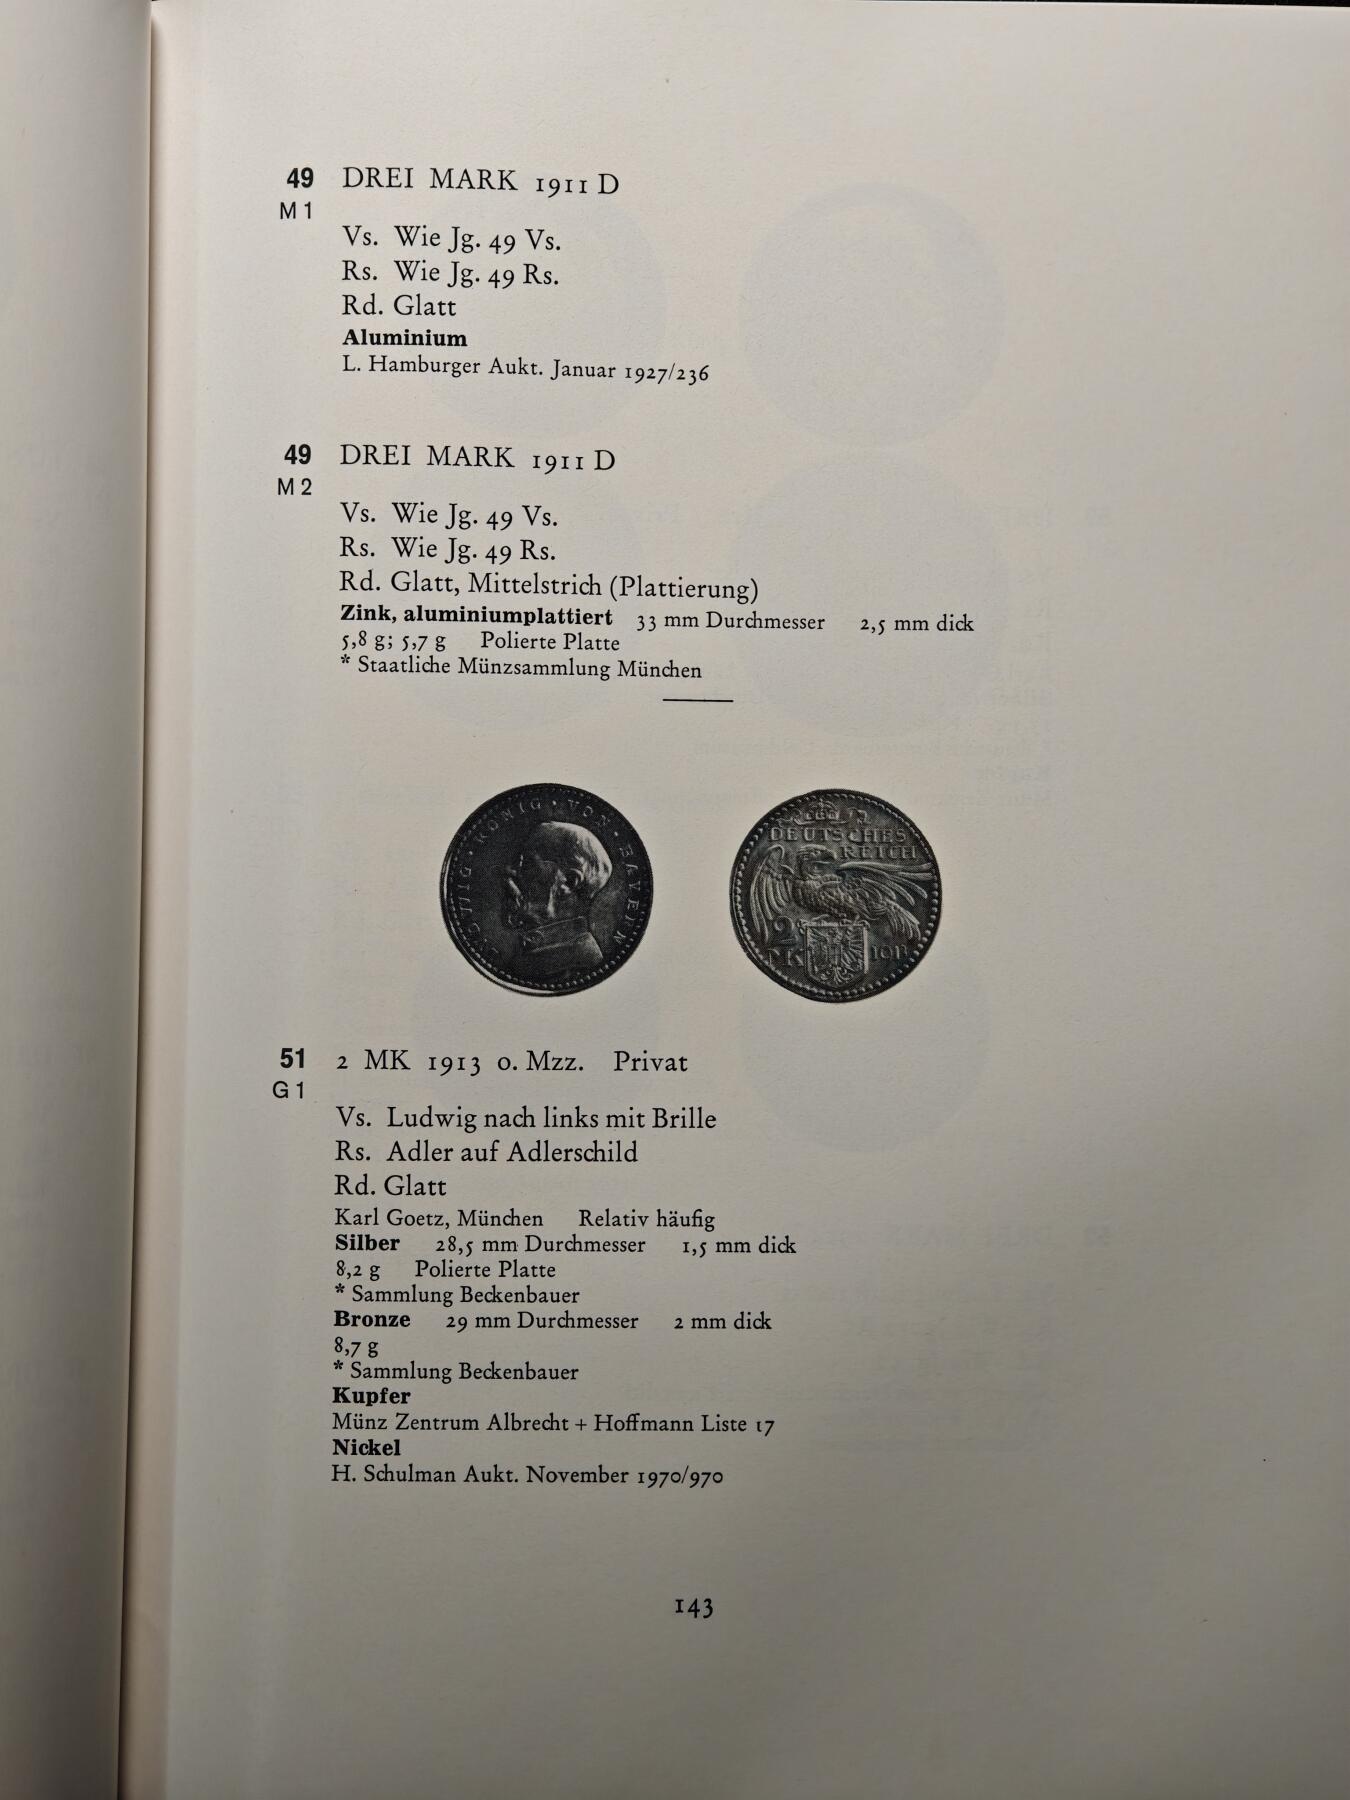 49 DREI MARK 1911 D
M 1
Vs. Wie Jg. 49 Vs.
Rs. Wie Jg. 49 Rs.
Rd. Glatt
Aluminium
L. Hamburger Aukt. Januar 1927/236
49 DREI MARK 1911 D
M 2
Vs. Wie Jg. 49 Vs.
Rs. Wie Jg. 49 Rs.
Rd. Glatt, Mittelstrich (Plattierung)
Zink, aluminiumplattiert 33 mm Durchmesser 2,5 mm dick
5,8 g; 5,7 g Polierte Platte
* Staatliche Münzsammlung München
LUDWIG · KÖNIG · VON · BAYERN
DEUTSCHES
REICH
2
MK
51 2 MK 1913 o. Mzz. Privat
G 1
Vs. Ludwig nach links mit Brille
Rs. Adler auf Adlerschild
Rd. Glatt
Karl Goetz, München Relativ häufig
Silber 28,5 mm Durchmesser 1,5 mm dick
8,2 g Polierte Platte
* Sammlung Beckenbauer
Bronze 29 mm Durchmesser 2 mm dick
8,7 g
* Sammlung Beckenbauer
Kupfer
Münz Zentrum Albrecht + Hoffmann Liste 17
Nickel
H. Schulman Aukt. November 1970/970
143